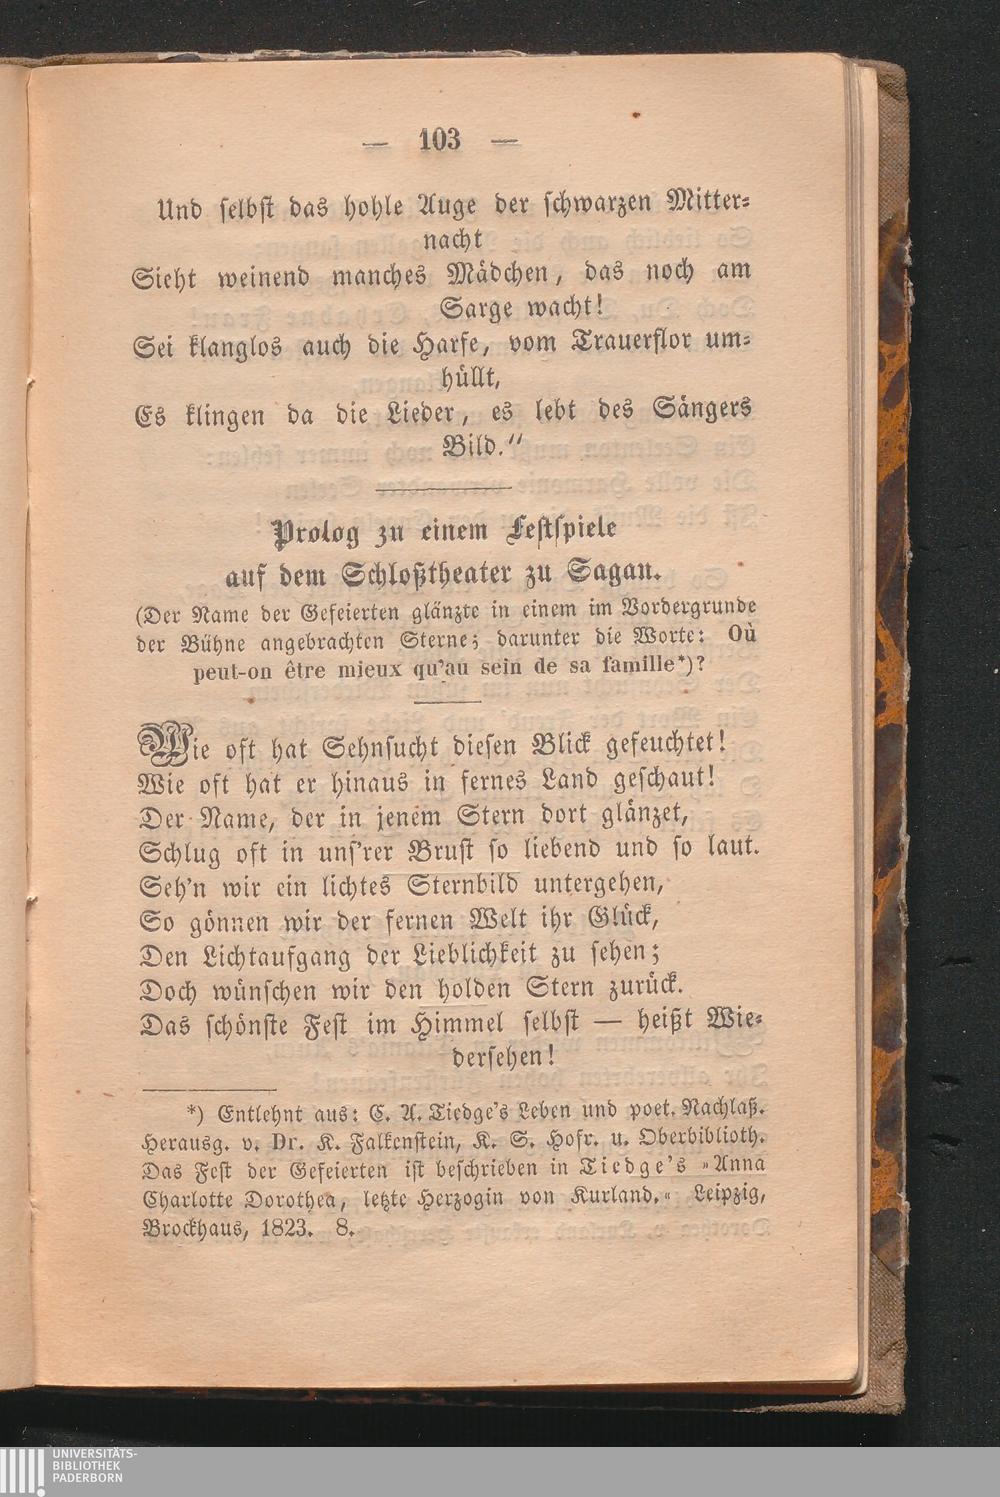 — 103 —
Und selbst das hohle Auge der schwarzen Mitter-
nacht
Sieht weinend manches Mädchen, das noch am
Sarge wacht!
Sei klanglos auch die Harfe, vom Trauerflor um-
hüllt,
Es klingen da die Lieder, es lebt des Sängers
Bild.“
Prolog zu einem Festspiele
auf dem Schloßtheater zu Sagan.
(Der Name der Gefeierten glänzte in einem im Vordergrunde
der Bühne angebrachten Sterne; darunter die Worte: Où
peut-on être mieux qu’au sein de sa famille*)?
Wie oft hat Sehnsucht diesen Blick gefeuchtet!
Wie oft hat er hinaus in fernes Land geschaut!
Der Name, der in jenem Stern dort glänzet,
Schlug oft in uns’rer Brust so liebend und so laut.
Seh’n wir ein lichtes Sternbild untergehen,
So gönnen wir der fernen Welt ihr Glück,
Den Lichtaufgang der Lieblichkeit zu sehen;
Doch wünschen wir den holden Stern zurück.
Das schönste Fest im Himmel selbst — heißt Wie-
dersehen!
*) Entlehnt aus: C. A. Tiedge’s Leben und poet. Nachlaß.
Herausg. v. Dr. K. Falkenstein, K. S. Hofr. u. Oberbiblioth.
Das Fest der Gefeierten ist beschrieben in Tiedge’s »Anna
Charlotte Dorothea, letzte Herzogin von Kurland.« Leipzig,
Brockhaus, 1823. 8.
UNIVERSITÄTS-
BIBLIOTHEK
PADERBORN